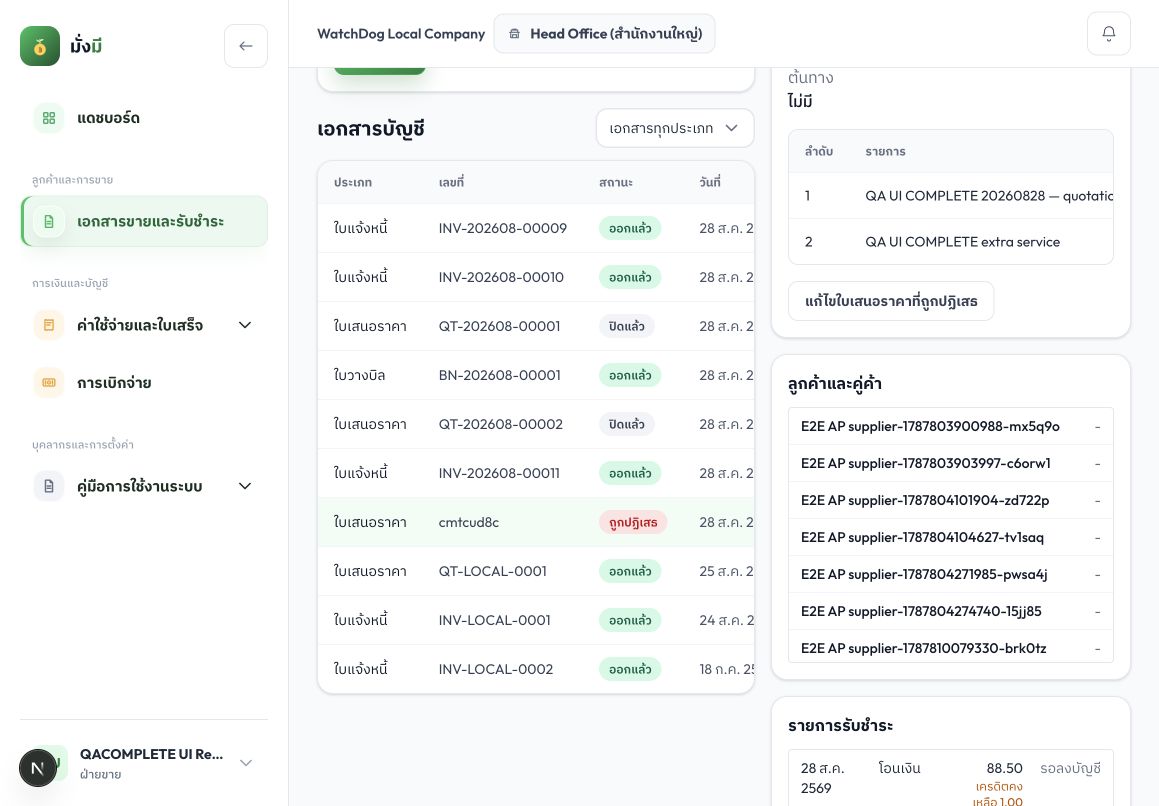 มั่งมี
แดชบอร์ด
ลูกค้าและการขาย
เอกสารขายและรับชำระ
การเงินและบัญชี
ค่าใช้จ่ายและใบเสร็จ
การเบิกจ่าย
บุคลากรและการตั้งค่า
คู่มือการใช้งานระบบ
QACOMPLETE UI Re...
ฝ่ายขาย
N
WatchDog Local Company
Head Office (สำนักงานใหญ่)
เอกสารบัญชี
เอกสารทุกประเภท
ประเภท เลขที่ สถานะ วันที่
ใบแจ้งหนี้ INV-202608-00009 ออกแล้ว 28 ส.ค. 2
ใบแจ้งหนี้ INV-202608-00010 ออกแล้ว 28 ส.ค. 2
ใบเสนอราคา QT-202608-00001 ปิดแล้ว 28 ส.ค. 2
ใบวางบิล BN-202608-00001 ออกแล้ว 28 ส.ค. 2
ใบเสนอราคา QT-202608-00002 ปิดแล้ว 28 ส.ค. 2
ใบแจ้งหนี้ INV-202608-00011 ออกแล้ว 28 ส.ค. 2
ใบเสนอราคา cmtcud8c ถูกปฏิเสธ 28 ส.ค. 2
ใบเสนอราคา QT-LOCAL-0001 ออกแล้ว 25 ส.ค. 2
ใบแจ้งหนี้ INV-LOCAL-0001 ออกแล้ว 24 ส.ค. 2
ใบแจ้งหนี้ INV-LOCAL-0002 ออกแล้ว 18 ก.ค. 25
ต้นทาง
ไม่มี
ลำดับ รายการ
1 QA UI COMPLETE 20260828 — quotatic
2 QA UI COMPLETE extra service
แก้ไขใบเสนอราคาที่ถูกปฏิเสธ
ลูกค้าและคู่ค้า
E2E AP supplier-1787803900988-mx5q9o -
E2E AP supplier-1787803903997-c6orw1 -
E2E AP supplier-1787804101904-zd722p -
E2E AP supplier-1787804104627-tv1saq -
E2E AP supplier-1787804271985-pwsa4j -
E2E AP supplier-1787804274740-15jj85 -
E2E AP supplier-1787810079330-brk0tz -
รายการรับชำระ
28 ส.ค. โอนเงิน 88.50 รอลงบัญชี
2569 เครดิตคง
เหลือ 1.00